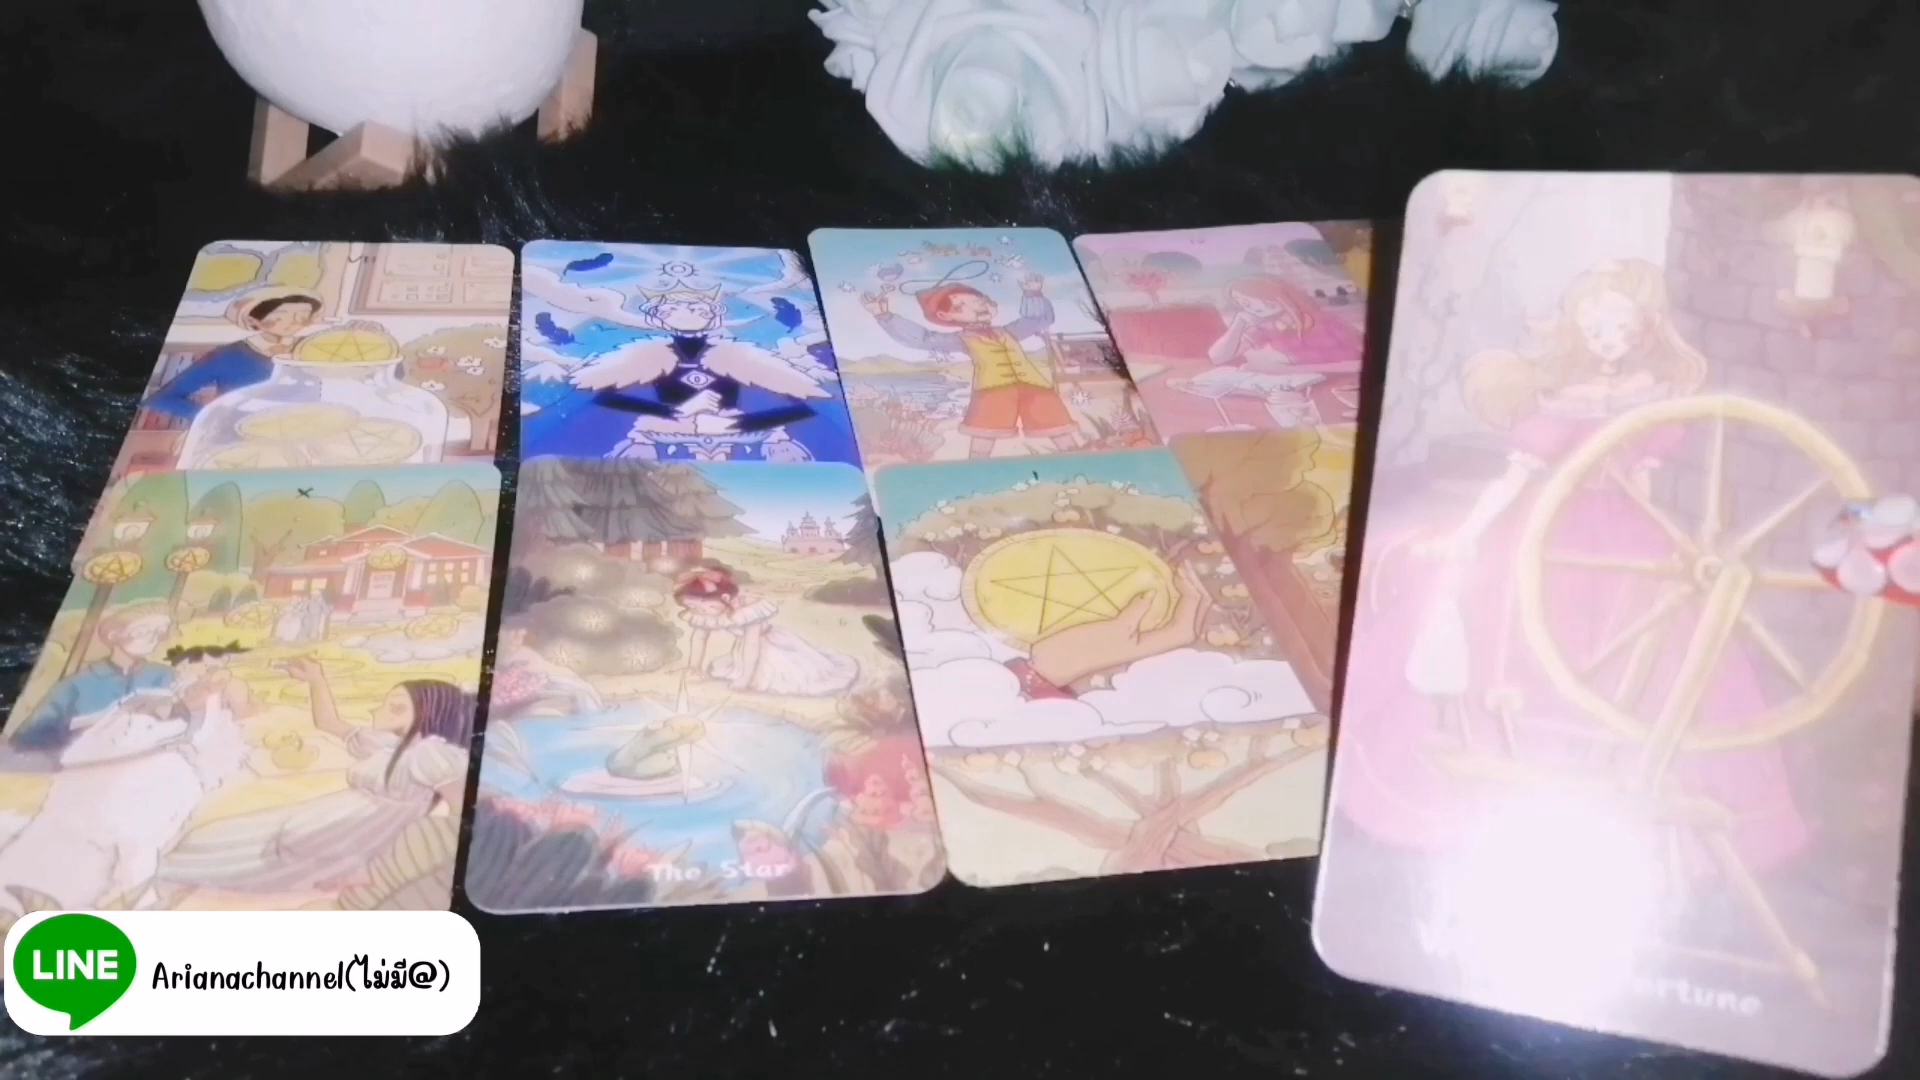 The Star
LINE
Arianachannel(ไม่มี@)